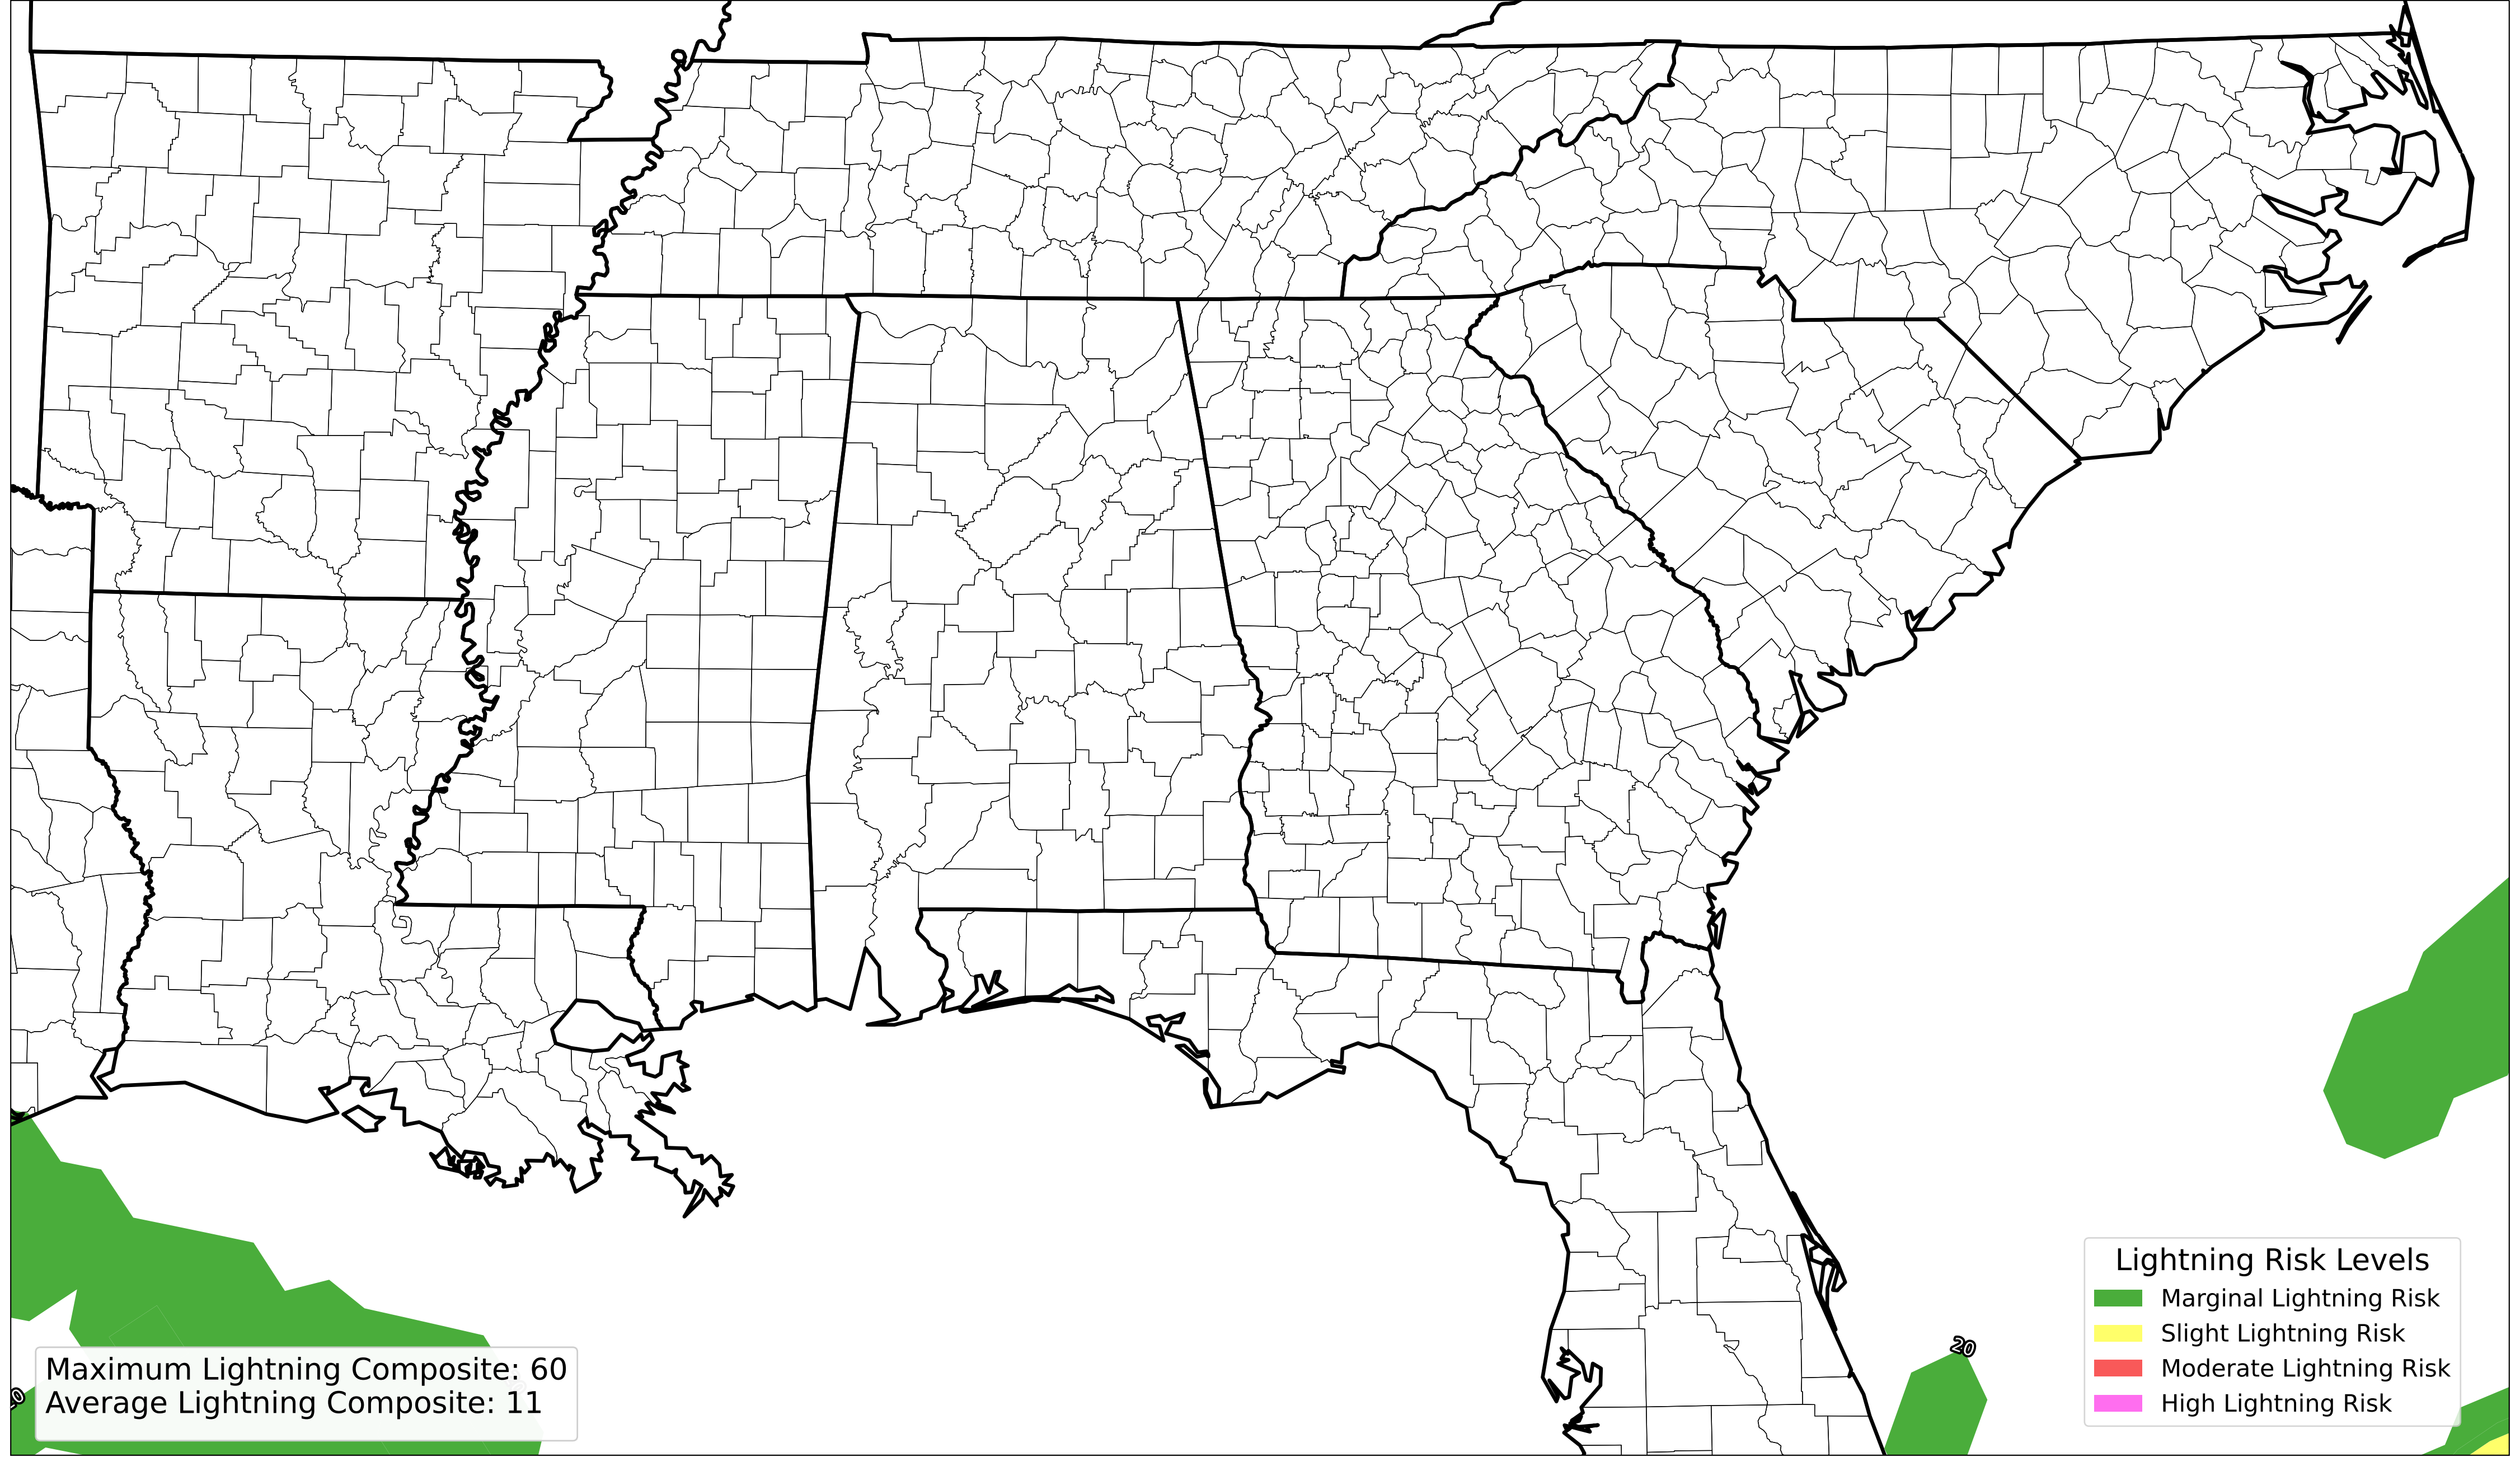 20
Lightning Risk Levels
Marginal Lightning Risk
Slight Lightning Risk
Moderate Lightning Risk
High Lightning Risk
Maximum Lightning Composite: 60
Average Lightning Composite: 11